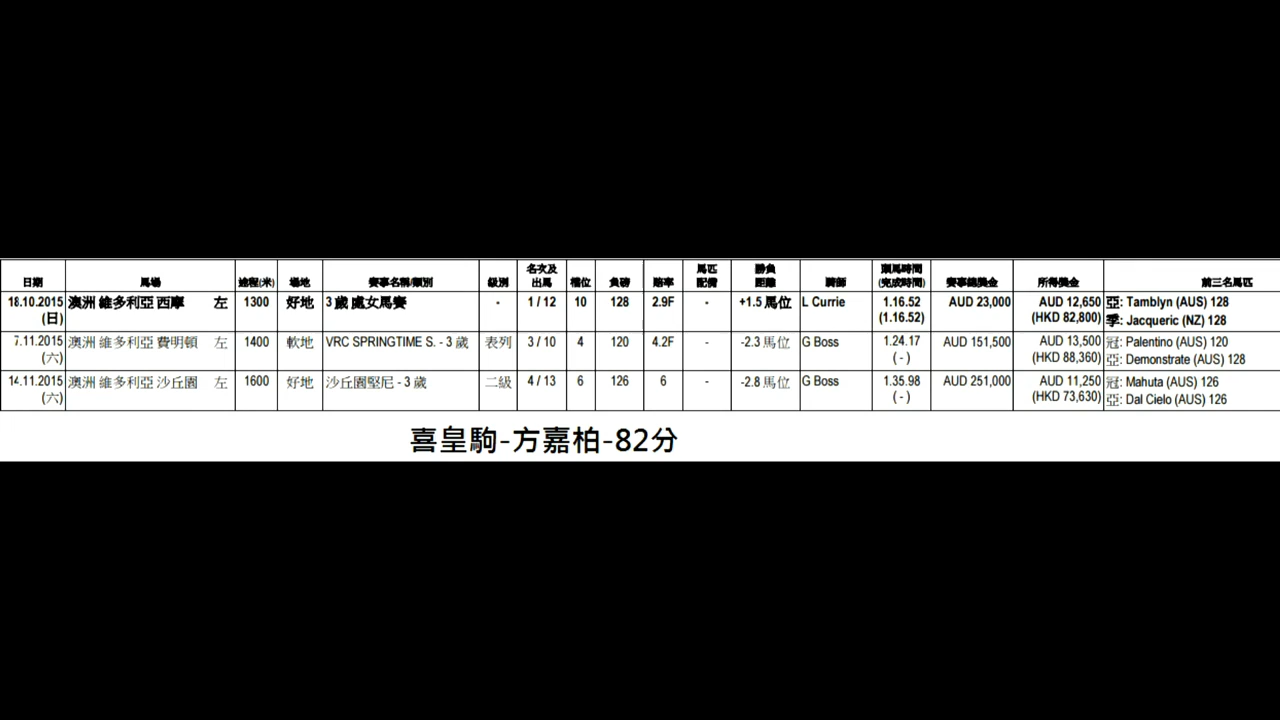 日期 馬場 途程(米) 場地 賽事名稱/類別 級別 名次及出馬 檔位 負磅 賠率 馬匹配備 勝負距離 騎師 頭馬時間(完成時間) 賽事總獎金 所得獎金 前三名馬匹
18.10.2015 澳洲 維多利亞 西摩 左 1300 好地 3 歲 處女馬賽 - 1 / 12 10 128 2.9F - +1.5 馬位 L Currie 1.16.52 AUD 23,000 AUD 12,650 亞: Tamblyn (AUS) 128
(日) (1.16.52) (HKD 82,800) 季: Jacqueric (NZ) 128
7.11.2015 澳洲 維多利亞 費明頓 左 1400 軟地 VRC SPRINGTIME S. - 3 歲 表列 3 / 10 4 120 4.2F - -2.3 馬位 G Boss 1.24.17 AUD 151,500 AUD 13,500 冠: Palentino (AUS) 120
(六) ( - ) (HKD 88,360) 亞: Demonstrate (AUS) 128
14.11.2015 澳洲 維多利亞 沙丘園 左 1600 好地 沙丘園堅尼 - 3 歲 二級 4 / 13 6 126 6 - -2.8 馬位 G Boss 1.35.98 AUD 251,000 AUD 11,250 冠: Mahuta (AUS) 126
(六) ( - ) (HKD 73,630) 亞: Dal Cielo (AUS) 126
喜皇駒-方嘉柏-82分